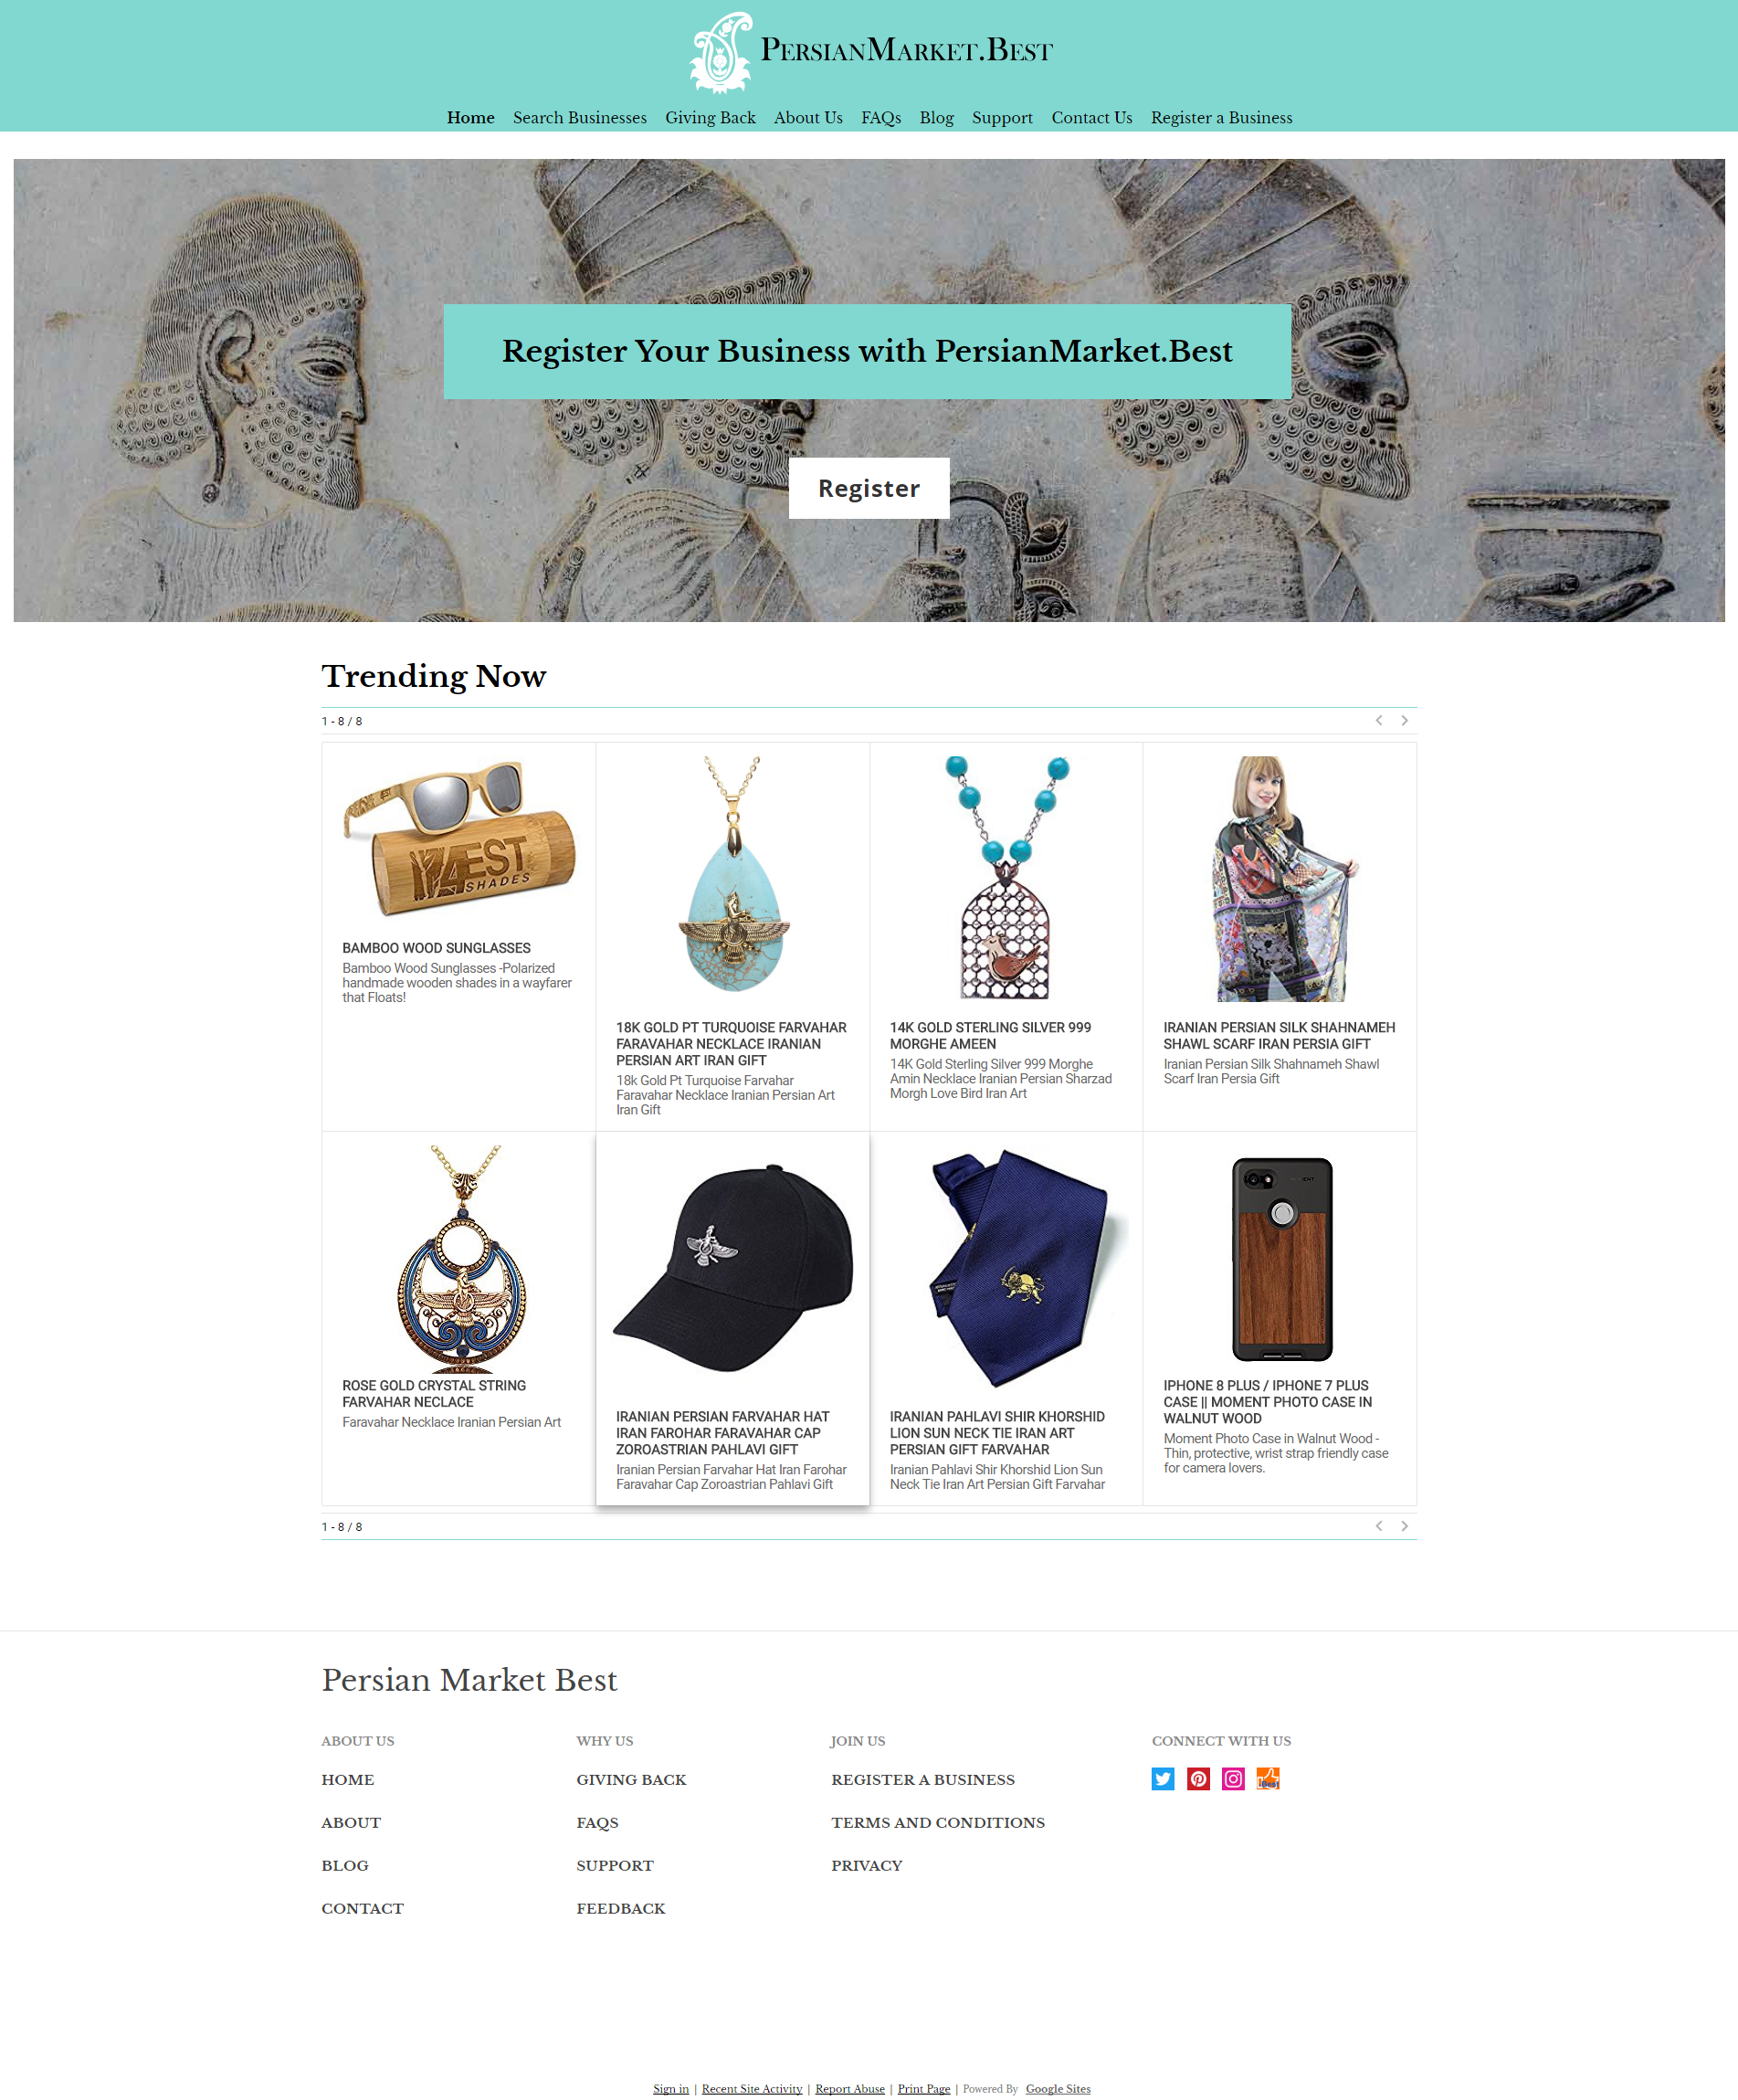 PersianMarket.Best
Home Search Businesses Giving Back About Us FAQs Blog Support Contact Us Register a Business
Register Your Business with PersianMarket.Best
Register
Trending Now
1 - 8 / 8
EST
SHADES
BAMBOO WOOD SUNGLASSES
Bamboo Wood Sunglasses -Polarized
handmade wooden shades in a wayfarer
that Floats!
18K GOLD PT TURQUOISE FARVAHAR
FARAVAHAR NECKLACE IRANIAN
PERSIAN ART IRAN GIFT
18k Gold Pt Turquoise Farvahar
Faravahar Necklace Iranian Persian Art
Iran Gift
14K GOLD STERLING SILVER 999
MORGHE AMEEN
14K Gold Sterling Silver 999 Morghe
Amin Necklace Iranian Persian Sharzad
Morgh Love Bird Iran Art
IRANIAN PERSIAN SILK SHAHNAMEH
SHAWL SCARF IRAN PERSIA GIFT
Iranian Persian Silk Shahnameh Shawl
Scarf Iran Persia Gift
ROSE GOLD CRYSTAL STRING
FARVAHAR NECLACE
Faravahar Necklace Iranian Persian Art
IRANIAN PERSIAN FARVAHAR HAT
IRAN FAROHAR FARAVAHAR CAP
ZOROASTRIAN PAHLAVI GIFT
Iranian Persian Farvahar Hat Iran Farohar
Faravahar Cap Zoroastrian Pahlavi Gift
IRANIAN PAHLAVI SHIR KHORSHID
LION SUN NECK TIE IRAN ART
PERSIAN GIFT FARVAHAR
Iranian Pahlavi Shir Khorshid Lion Sun
Neck Tie Iran Art Persian Gift Farvahar
IPHONE 8 PLUS / IPHONE 7 PLUS
CASE || MOMENT PHOTO CASE IN
WALNUT WOOD
Moment Photo Case in Walnut Wood -
Thin, protective, wrist strap friendly case
for camera lovers.
1 - 8 / 8
Persian Market Best
ABOUT US
HOME
ABOUT
BLOG
CONTACT
WHY US
GIVING BACK
FAQS
SUPPORT
FEEDBACK
JOIN US
REGISTER A BUSINESS
TERMS AND CONDITIONS
PRIVACY
CONNECT WITH US
Sign in | Recent Site Activity | Report Abuse | Print Page | Powered By Google Sites